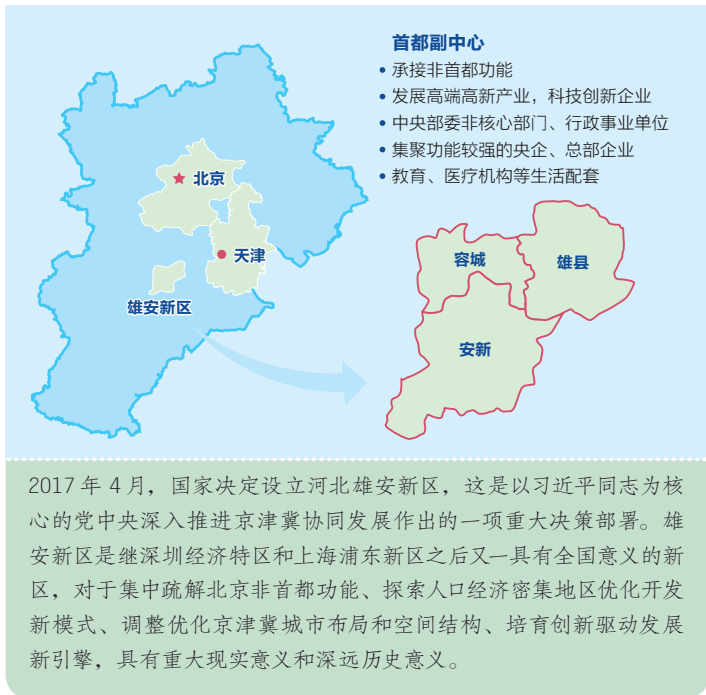 首都副中心
• 承接非首都功能
• 发展高端高新产业，科技创新企业
• 中央部委非核心部门、行政事业单位
• 集聚功能较强的央企、总部企业
• 教育、医疗机构等生活配套
北京
天津
雄安新区
容城
雄县
安新
2017 年 4 月，国家决定设立河北雄安新区，这是以习近平同志为核
心的党中央深入推进京津冀协同发展作出的一项重大决策部署。雄
安新区是继深圳经济特区和上海浦东新区之后又一具有全国意义的新
区，对于集中疏解北京非首都功能、探索人口经济密集地区优化开发
新模式、调整优化京津冀城市布局和空间结构、培育创新驱动发展
新引擎，具有重大现实意义和深远历史意义。